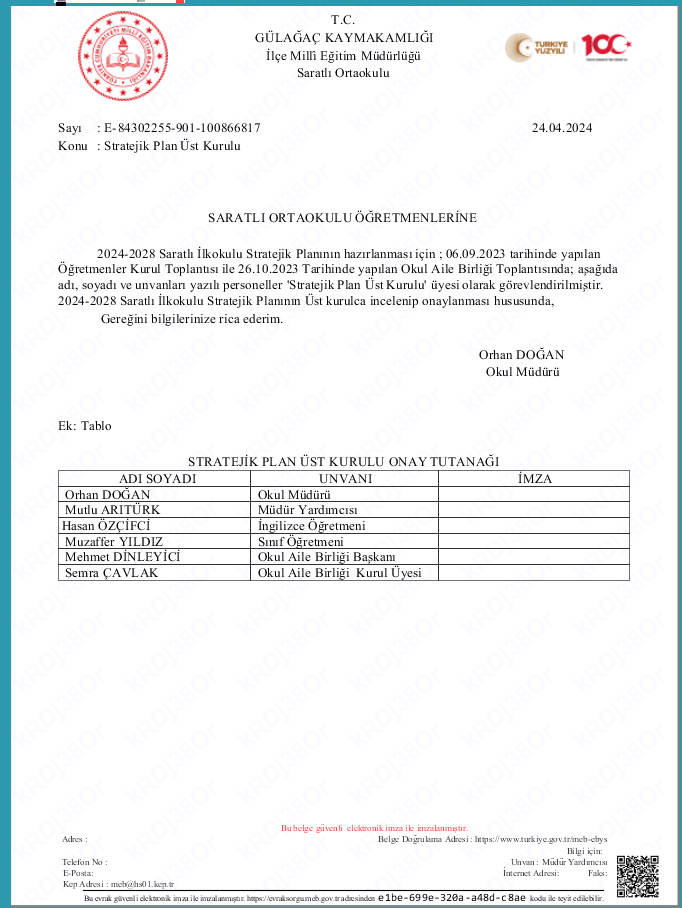 T.C.
GÜLAĞAÇ KAYMAKAMLIĞI
İlçe Millî Eğitim Müdürlüğü
Saratlı Ortaokulu
TÜRKİYE
YÜZYILI
100
Sayı : E-84302255-901-100866817 24.04.2024
Konu : Stratejik Plan Üst Kurulu
SARATLI ORTAOKULU ÖĞRETMENLERİNE
2024-2028 Saratlı İlkokulu Stratejik Planının hazırlanması için ; 06.09.2023 tarihinde yapılan
Öğretmenler Kurul Toplantısı ile 26.10.2023 Tarihinde yapılan Okul Aile Birliği Toplantısında; aşağıda
adı, soyadı ve unvanları yazılı personeller 'Stratejik Plan Üst Kurulu' üyesi olarak görevlendirilmiştir.
2024-2028 Saratlı İlkokulu Stratejik Planının Üst kurulca incelenip onaylanması hususunda,
Gereğini bilgilerinize rica ederim.
Orhan DOĞAN
Okul Müdürü
Ek: Tablo
STRATEJİK PLAN ÜST KURULU ONAY TUTANAĞI
ADI SOYADI UNVANI İMZA
Orhan DOĞAN Okul Müdürü
Mutlu ARITÜRK Müdür Yardımcısı
Hasan ÖZÇİFCİ İngilizce Öğretmeni
Muzaffer YILDIZ Sınıf Öğretmeni
Mehmet DİNLEYİCİ Okul Aile Birliği Başkanı
Semra ÇAVLAK Okul Aile Birliği Kurul Üyesi
Bu belge güvenli elektronik imza ile imzalanmıştır.
Adres : Belge Doğrulama Adresi : https://www.turkiye.gov.tr/meb-ebys
Bilgi için:
Telefon No : Unvan : Müdür Yardımcısı
E-Posta: İnternet Adresi: Faks:
Kep Adresi : meb@hs01.kep.tr
Bu evrak güvenli elektronik imza ile imzalanmıştır. https://evraksorgu.meb.gov.tr adresinden e1be-699e-320a-a48d-c8ae kodu ile teyit edilebilir.